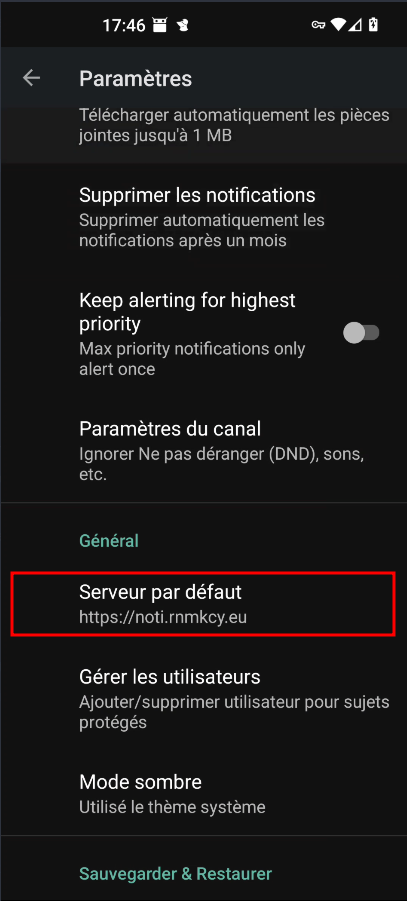 17:46
Paramètres
Télécharger automatiquement les pièces
jointes jusqu'à 1 MB
Supprimer les notifications
Supprimer automatiquement les
notifications après un mois
Keep alerting for highest
priority
Max priority notifications only
alert once
Paramètres du canal
Ignorer Ne pas déranger (DND), sons,
etc.
Général
Serveur par défaut
https://noti.rnmkcy.eu
Gérer les utilisateurs
Ajouter/supprimer utilisateur pour sujets
protégés
Mode sombre
Utilisé le thème système
Sauvegarder & Restaurer